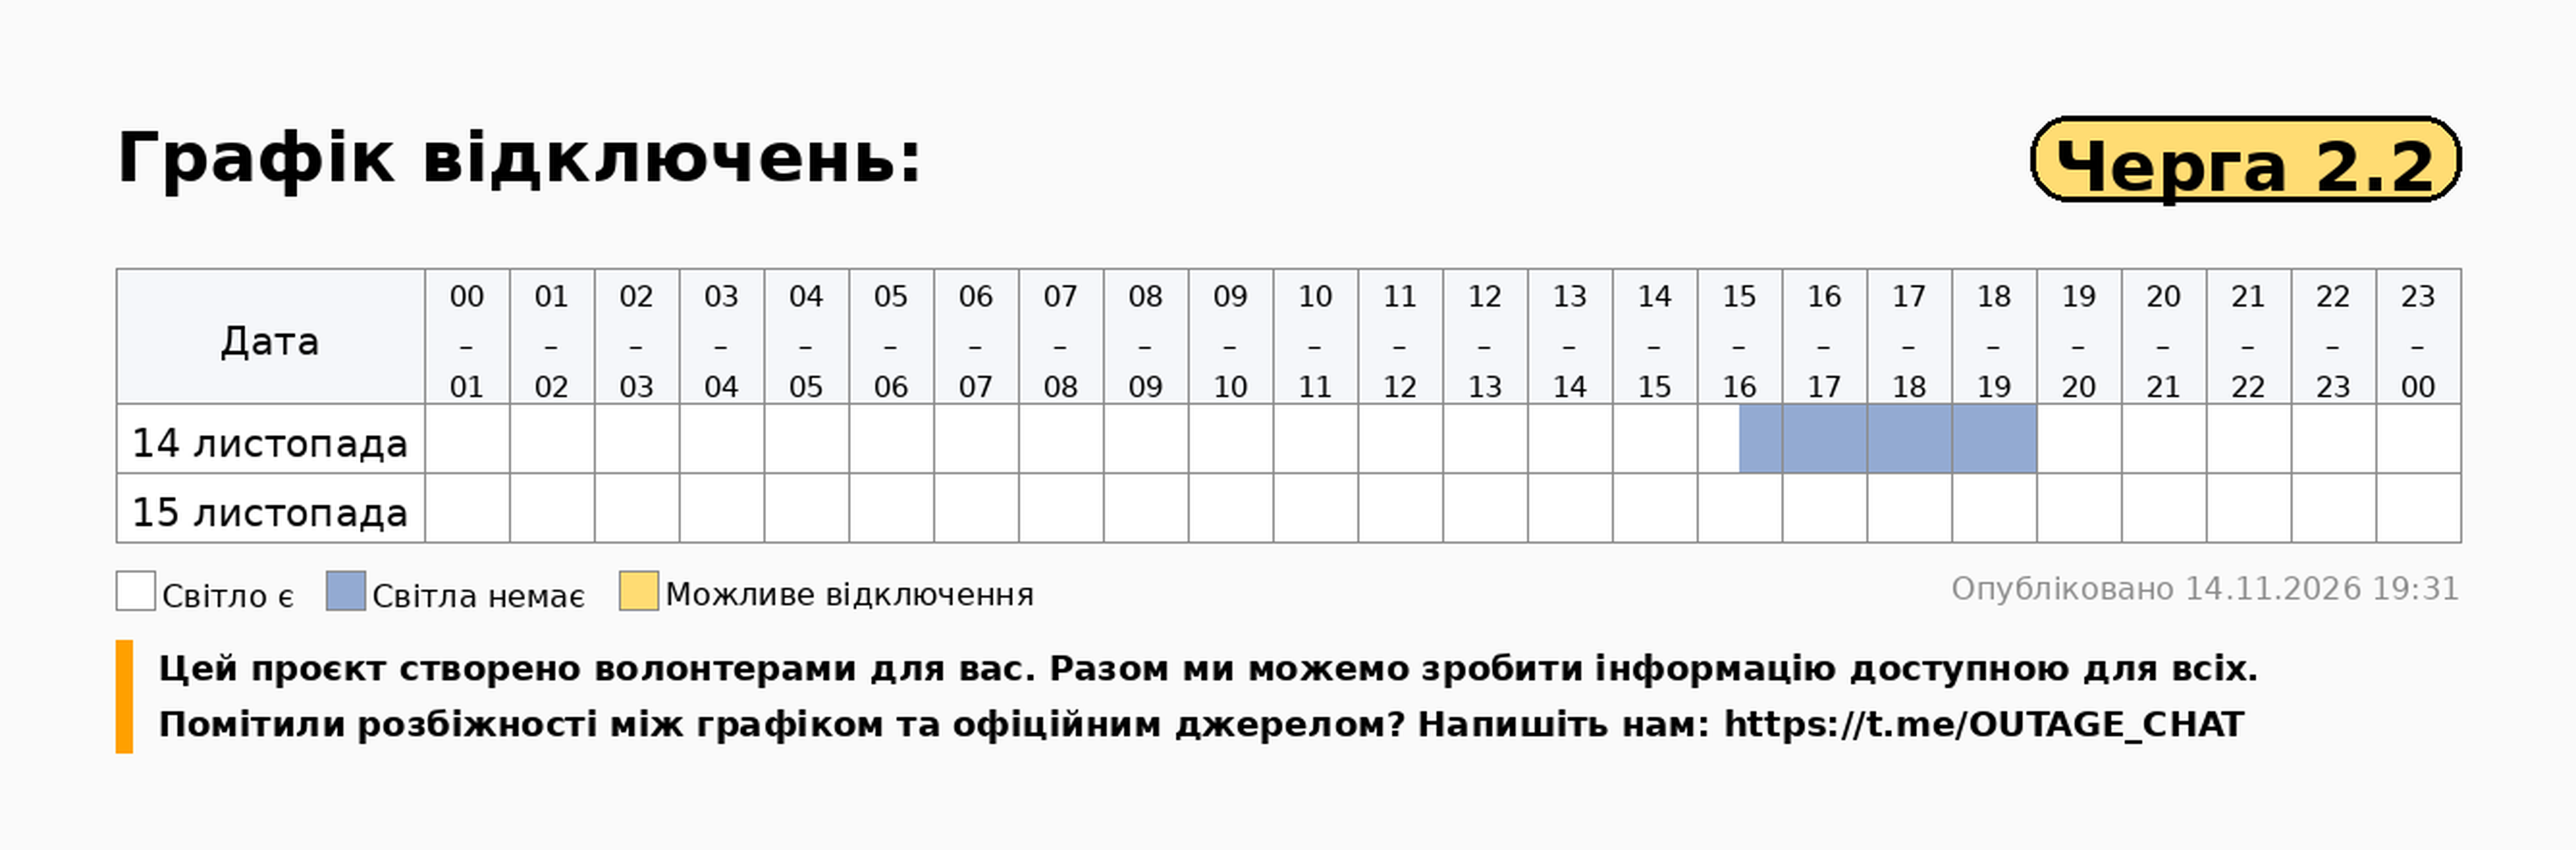 Графік відключень:
Черга 2.2
Дата
00 – 01
01 – 02
02 – 03
03 – 04
04 – 05
05 – 06
06 – 07
07 – 08
08 – 09
09 – 10
10 – 11
11 – 12
12 – 13
13 – 14
14 – 15
15 – 16
16 – 17
17 – 18
18 – 19
19 – 20
20 – 21
21 – 22
22 – 23
23 – 00
14 листопада
15 листопада
Світло є
Світла немає
Можливе відключення
Опубліковано 14.11.2026 19:31
Цей проєкт створено волонтерами для вас. Разом ми можемо зробити інформацію доступною для всіх.
Помітили розбіжності між графіком та офіційним джерелом? Напишіть нам: https://t.me/OUTAGE_CHAT